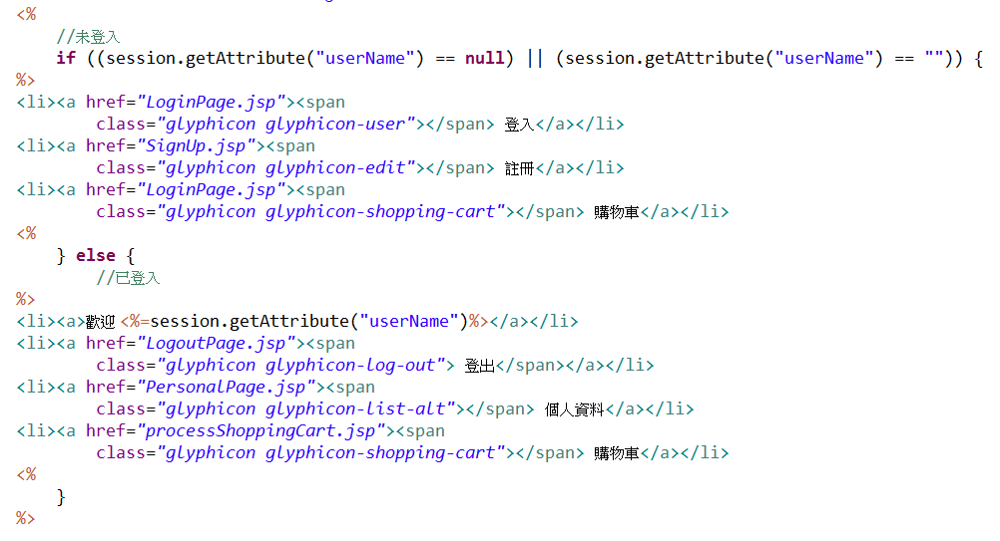 <%
    //未登入
    if ((session.getAttribute("userName") == null) || (session.getAttribute("userName") == "")) {
%>
<li><a href="LoginPage.jsp"><span
        class="glyphicon glyphicon-user"></span> 登入</a></li>
<li><a href="SignUp.jsp"><span
        class="glyphicon glyphicon-edit"></span> 註冊</a></li>
<li><a href="LoginPage.jsp"><span
        class="glyphicon glyphicon-shopping-cart"></span> 購物車</a></li>
<%
    } else {
        //已登入
%>
<li><a>歡迎 <%=session.getAttribute("userName")%></a></li>
<li><a href="LogoutPage.jsp"><span
        class="glyphicon glyphicon-log-out"> 登出</span></a></li>
<li><a href="PersonalPage.jsp"><span
        class="glyphicon glyphicon-list-alt"></span> 個人資料</a></li>
<li><a href="processShoppingCart.jsp"><span
        class="glyphicon glyphicon-shopping-cart"></span> 購物車</a></li>
<%
    }
%>